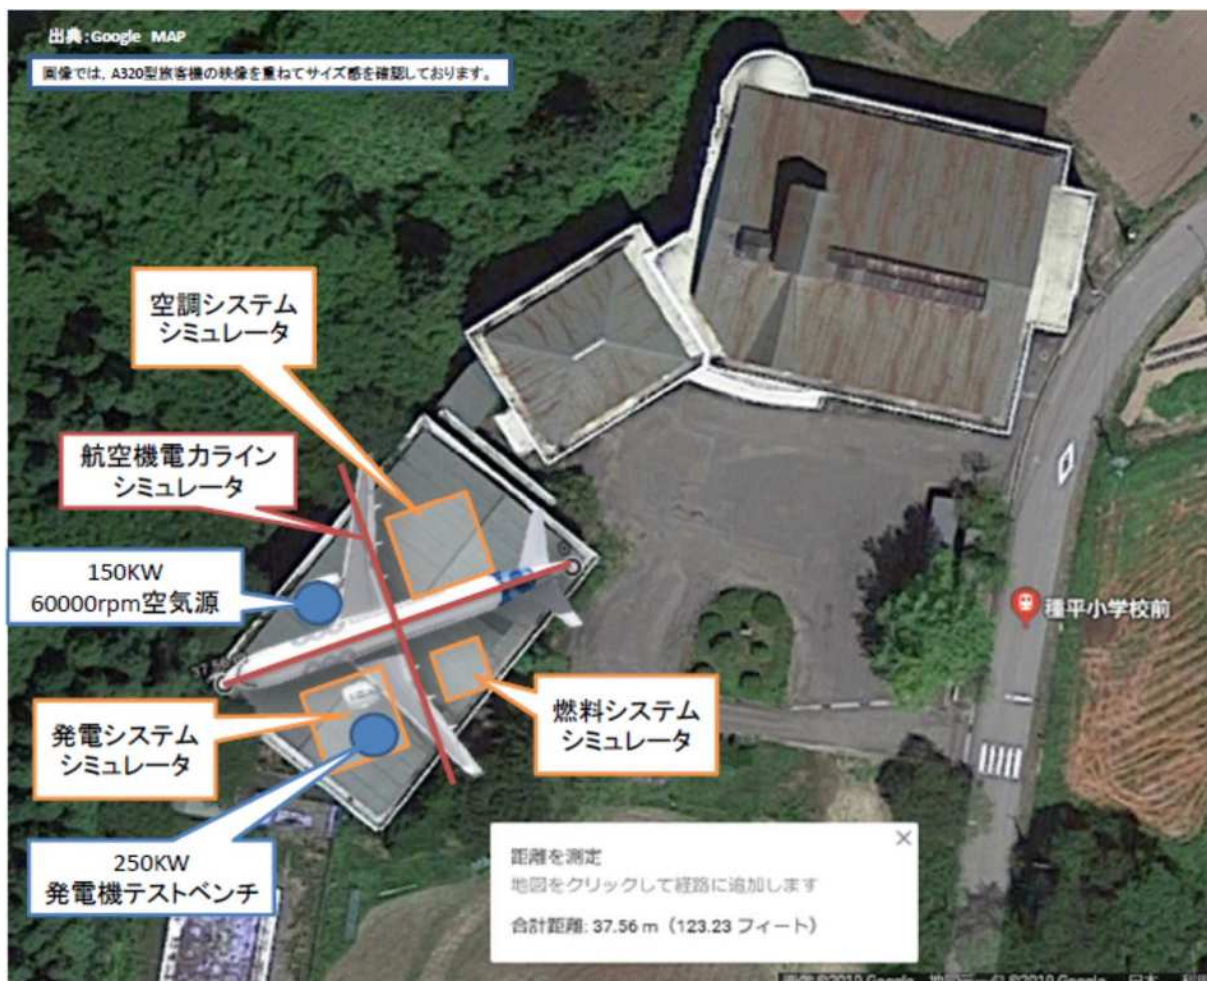 出典:Google MAP
画像では、A320型旅客機の映像を重ねてサイズ感を確認しております。
空調システム
シミュレータ
航空機電力ライン
シミュレータ
150KW
60000rpm空気源
種平小学校前
発電システム
シミュレータ
燃料システム
シミュレータ
250KW
発電機テストベンチ
距離を測定
地図をクリックして経路に追加します
合計距離: 37.56 m（123.23 フィート）